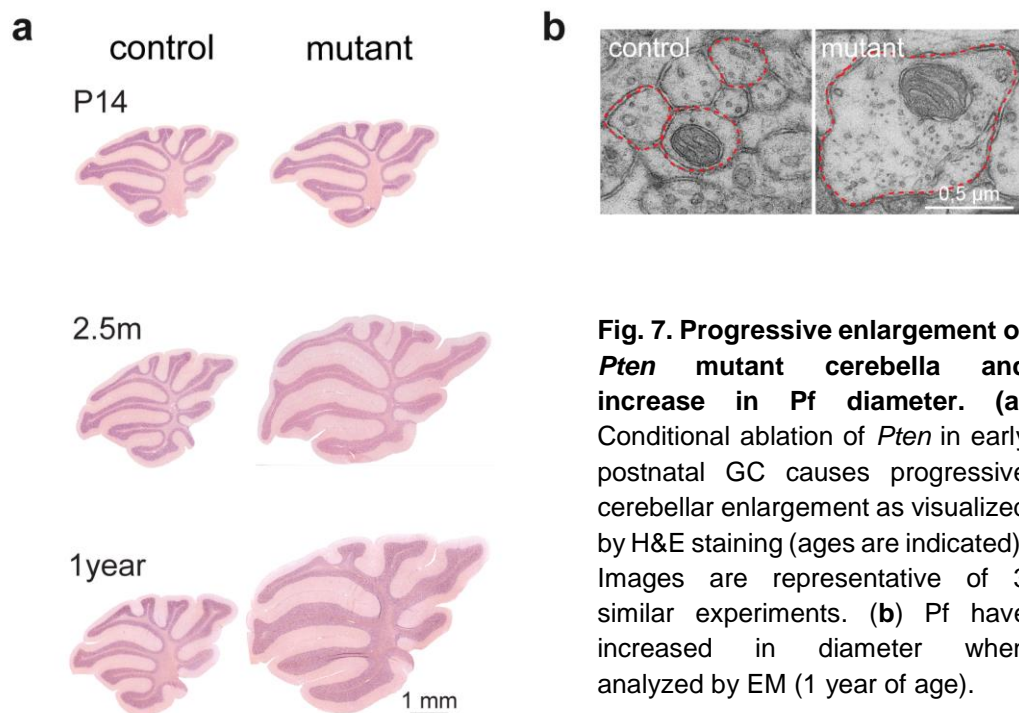 a
control mutant
P14
2.5m
1year
1 mm
b
control
mutant
0,5 µm
Fig. 7. Progressive enlargement o
Pten mutant cerebella and
increase in Pf diameter. (a
Conditional ablation of Pten in early
postnatal GC causes progressive
cerebellar enlargement as visualized
by H&E staining (ages are indicated)
Images are representative of 3
similar experiments. (b) Pf have
increased in diameter when
analyzed by EM (1 year of age).